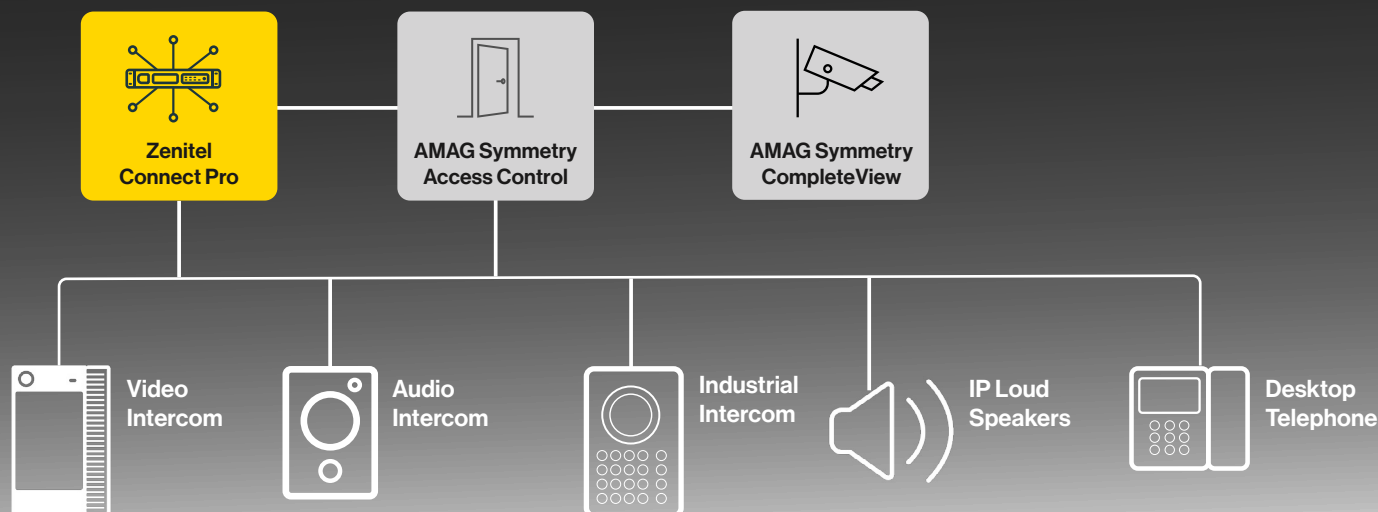 Zenitel
Connect Pro
AMAG Symmetry
Access Control
AMAG Symmetry
CompleteView
Video
Intercom
Audio
Intercom
Industrial
Intercom
IP Loud
Speakers
Desktop
Telephone